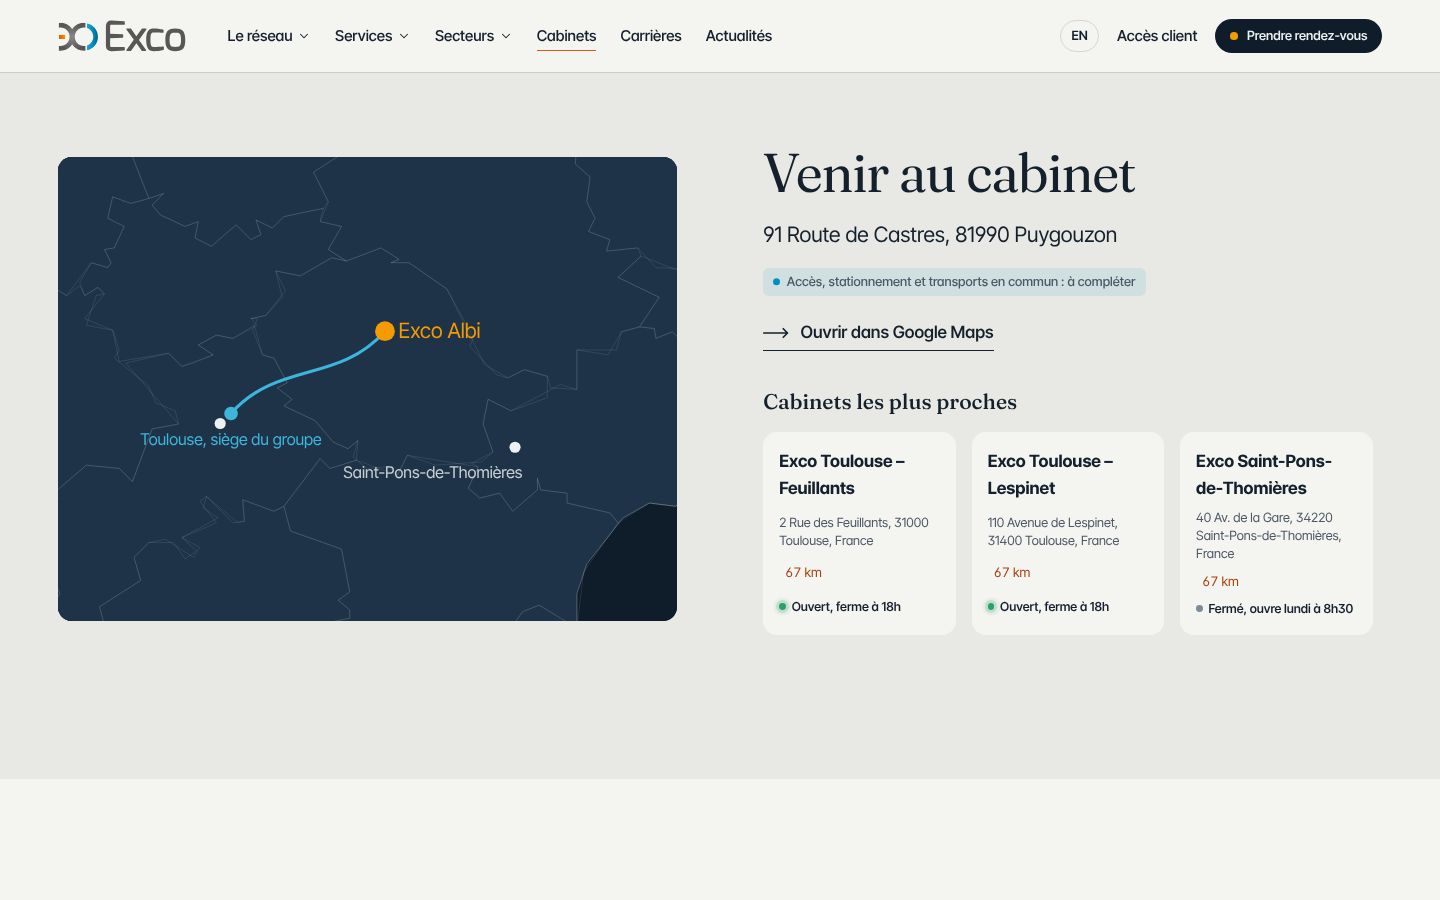 Exco
Le réseau
Services
Secteurs
Cabinets
Carrières
Actualités
EN
Accès client
Prendre rendez-vous
Exco Albi
Toulouse, siège du groupe
Saint-Pons-de-Thomières
Venir au cabinet
91 Route de Castres, 81990 Puygouzon
Accès, stationnement et transports en commun : à compléter
Ouvrir dans Google Maps
Cabinets les plus proches
Exco Toulouse –
Feuillants
2 Rue des Feuillants, 31000
Toulouse, France
67 km
Ouvert, ferme à 18h
Exco Toulouse –
Lespinet
110 Avenue de Lespinet,
31400 Toulouse, France
67 km
Ouvert, ferme à 18h
Exco Saint-Pons-
de-Thomières
40 Av. de la Gare, 34220
Saint-Pons-de-Thomières,
France
67 km
Fermé, ouvre lundi à 8h30